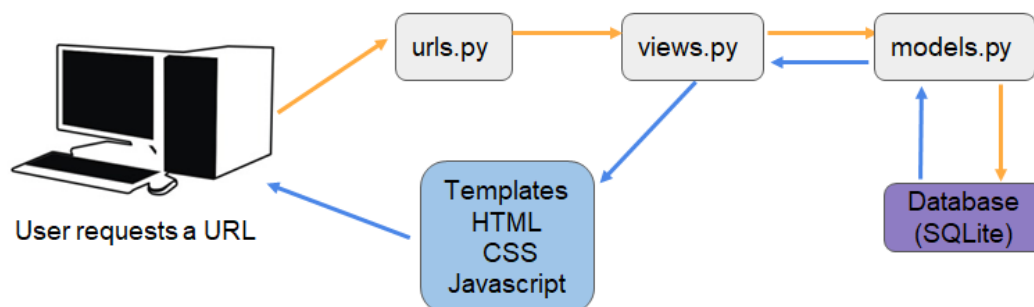 urls.py
views.py
models.py
User requests a URL
Templates
HTML
CSS
Javascript
Database
(SQLite)